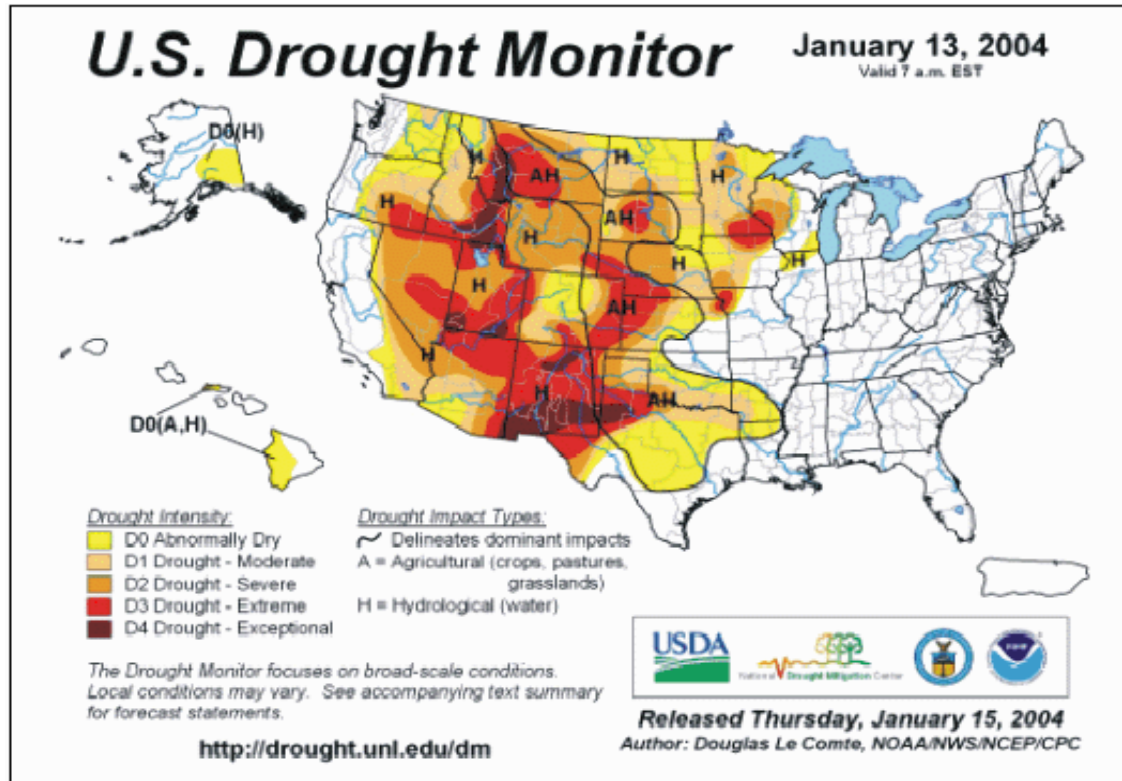 U.S. Drought Monitor
January 13, 2004
Valid 7 a.m. EST
D0(H)
H
AH
H
H
H
AH
H
H
H
H
AH
H
H
H
AH
D0(A,H)
Drought Intensity:
D0 Abnormally Dry
D1 Drought - Moderate
D2 Drought - Severe
D3 Drought - Extreme
D4 Drought - Exceptional
Drought Impact Types:
Delineates dominant impacts
A = Agricultural (crops, pastures,
grasslands)
H = Hydrological (water)
The Drought Monitor focuses on broad-scale conditions.
Local conditions may vary. See accompanying text summary
for forecast statements.
http://drought.unl.edu/dm
USDA
National Drought Mitigation Center
Released Thursday, January 15, 2004
Author: Douglas Le Comte, NOAA/NWS/NCEP/CPC